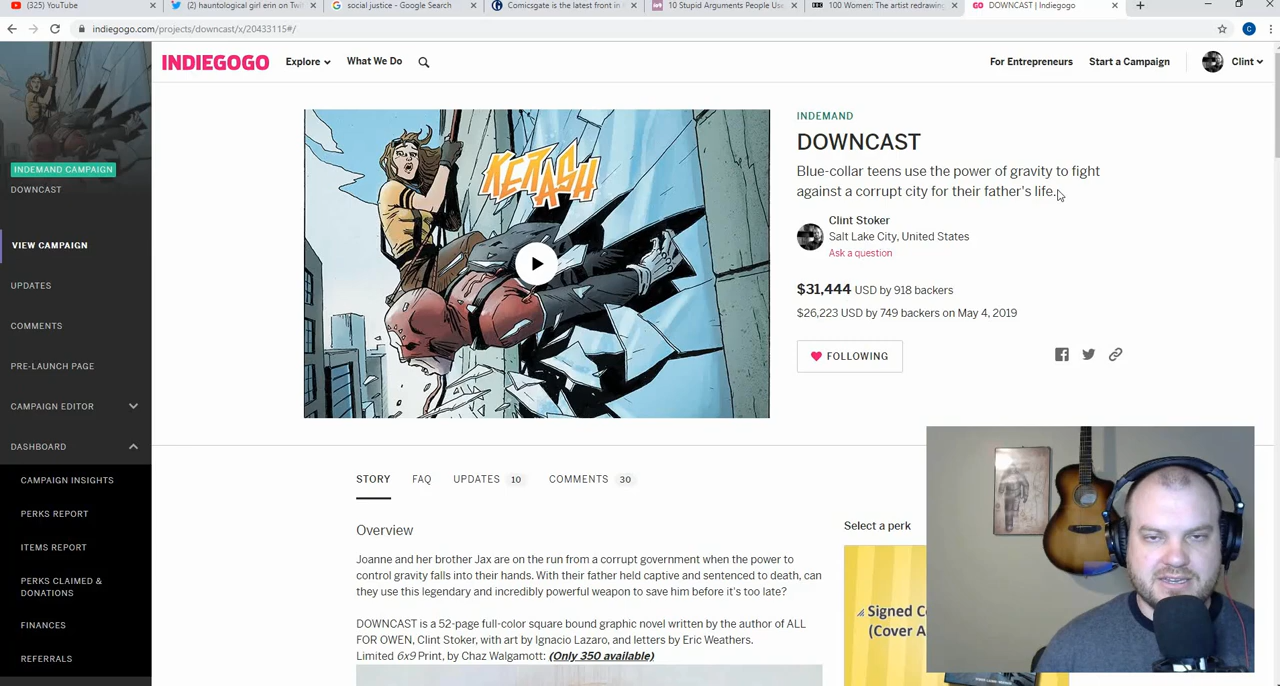 (325) YouTube
(2) hauntological girl erin on Twi
social justice - Google Search
Comicsgate is the latest front in
10 Stupid Arguments People Use
100 Women: The artist redrawing
DOWNCAST | Indiegogo
indiegogo.com/projects/downcast/x/20433115#/
INDIEGOGO
Explore
What We Do
For Entrepreneurs
Start a Campaign
Clint
INDEMAND CAMPAIGN
DOWNCAST
VIEW CAMPAIGN
UPDATES
COMMENTS
PRE-LAUNCH PAGE
CAMPAIGN EDITOR
DASHBOARD
CAMPAIGN INSIGHTS
PERKS REPORT
ITEMS REPORT
PERKS CLAIMED &
DONATIONS
FINANCES
REFERRALS
INDEMAND
DOWNCAST
Blue-collar teens use the power of gravity to fight
against a corrupt city for their father's life.
Clint Stoker
Salt Lake City, United States
Ask a question
$31,444 USD by 918 backers
$26,223 USD by 749 backers on May 4, 2019
FOLLOWING
STORY
FAQ
UPDATES 10
COMMENTS 30
Overview
Joanne and her brother Jax are on the run from a corrupt government when the power to
control gravity falls into their hands. With their father held captive and sentenced to death, can
they use this legendary and incredibly powerful weapon to save him before it's too late?
DOWNCAST is a 52-page full-color square bound graphic novel written by the author of ALL
FOR OWEN, Clint Stoker, with art by Ignacio Lazaro, and letters by Eric Weathers.
Limited 6x9 Print, by Chaz Walgamott: (Only 350 available)
Select a perk
Signed C
(Cover A